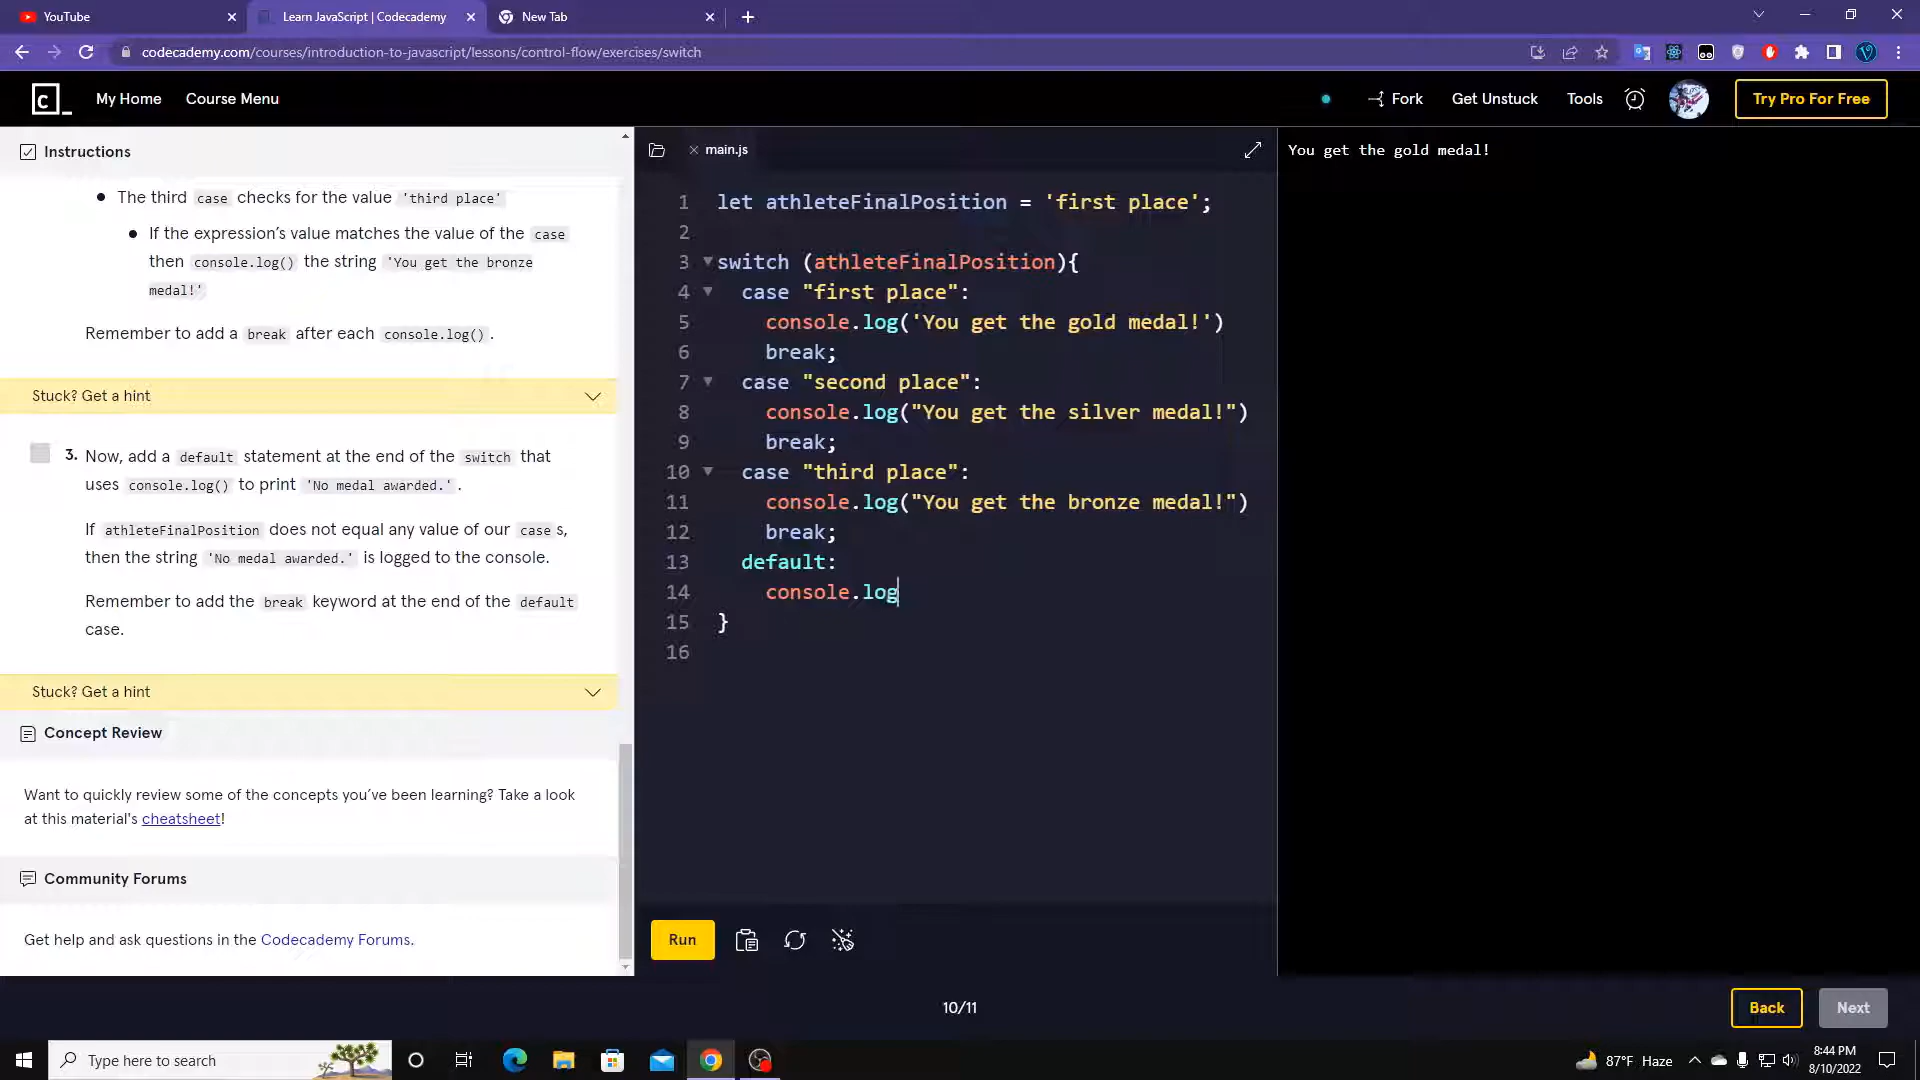 YouTube
Learn JavaScript | Codecademy
New Tab
codecademy.com/courses/introduction-to-javascript/lessons/control-flow/exercises/switch
My Home
Course Menu
Fork
Get Unstuck
Tools
Try Pro For Free
Instructions
The third case checks for the value 'third place'
If the expression's value matches the value of the case
then console.log() the string 'You get the bronze
medal!'
Remember to add a break after each console.log() .
Stuck? Get a hint
3. Now, add a default statement at the end of the switch that
uses console.log() to print 'No medal awarded.' .
If athleteFinalPosition does not equal any value of our case s,
then the string 'No medal awarded.' is logged to the console.
Remember to add the break keyword at the end of the default
case.
Stuck? Get a hint
Concept Review
Want to quickly review some of the concepts you've been learning? Take a look
at this material's cheatsheet!
Community Forums
Get help and ask questions in the Codecademy Forums.
main.js
1 let athleteFinalPosition = 'first place';
2
3 switch (athleteFinalPosition){
4 case "first place":
5 console.log('You get the gold medal!')
6 break;
7 case "second place":
8 console.log("You get the silver medal!")
9 break;
10 case "third place":
11 console.log("You get the bronze medal!")
12 break;
13 default:
14 console.log
15 }
16
Run
You get the gold medal!
10/11
Back
Next
Type here to search
87°F Haze
8:44 PM
8/10/2022